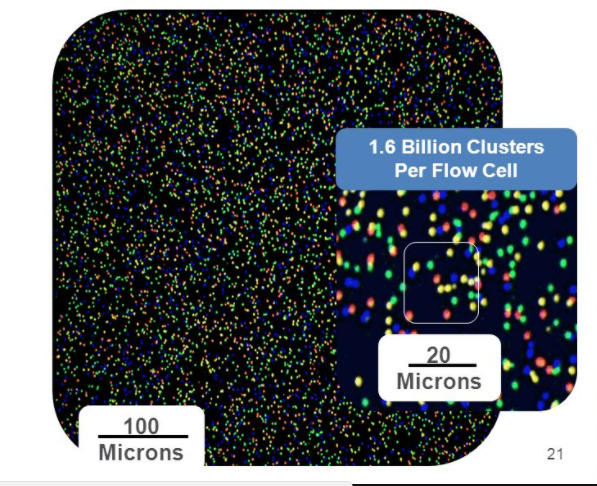 1.6 Billion Clusters
Per Flow Cell
20
Microns
100
Microns
21